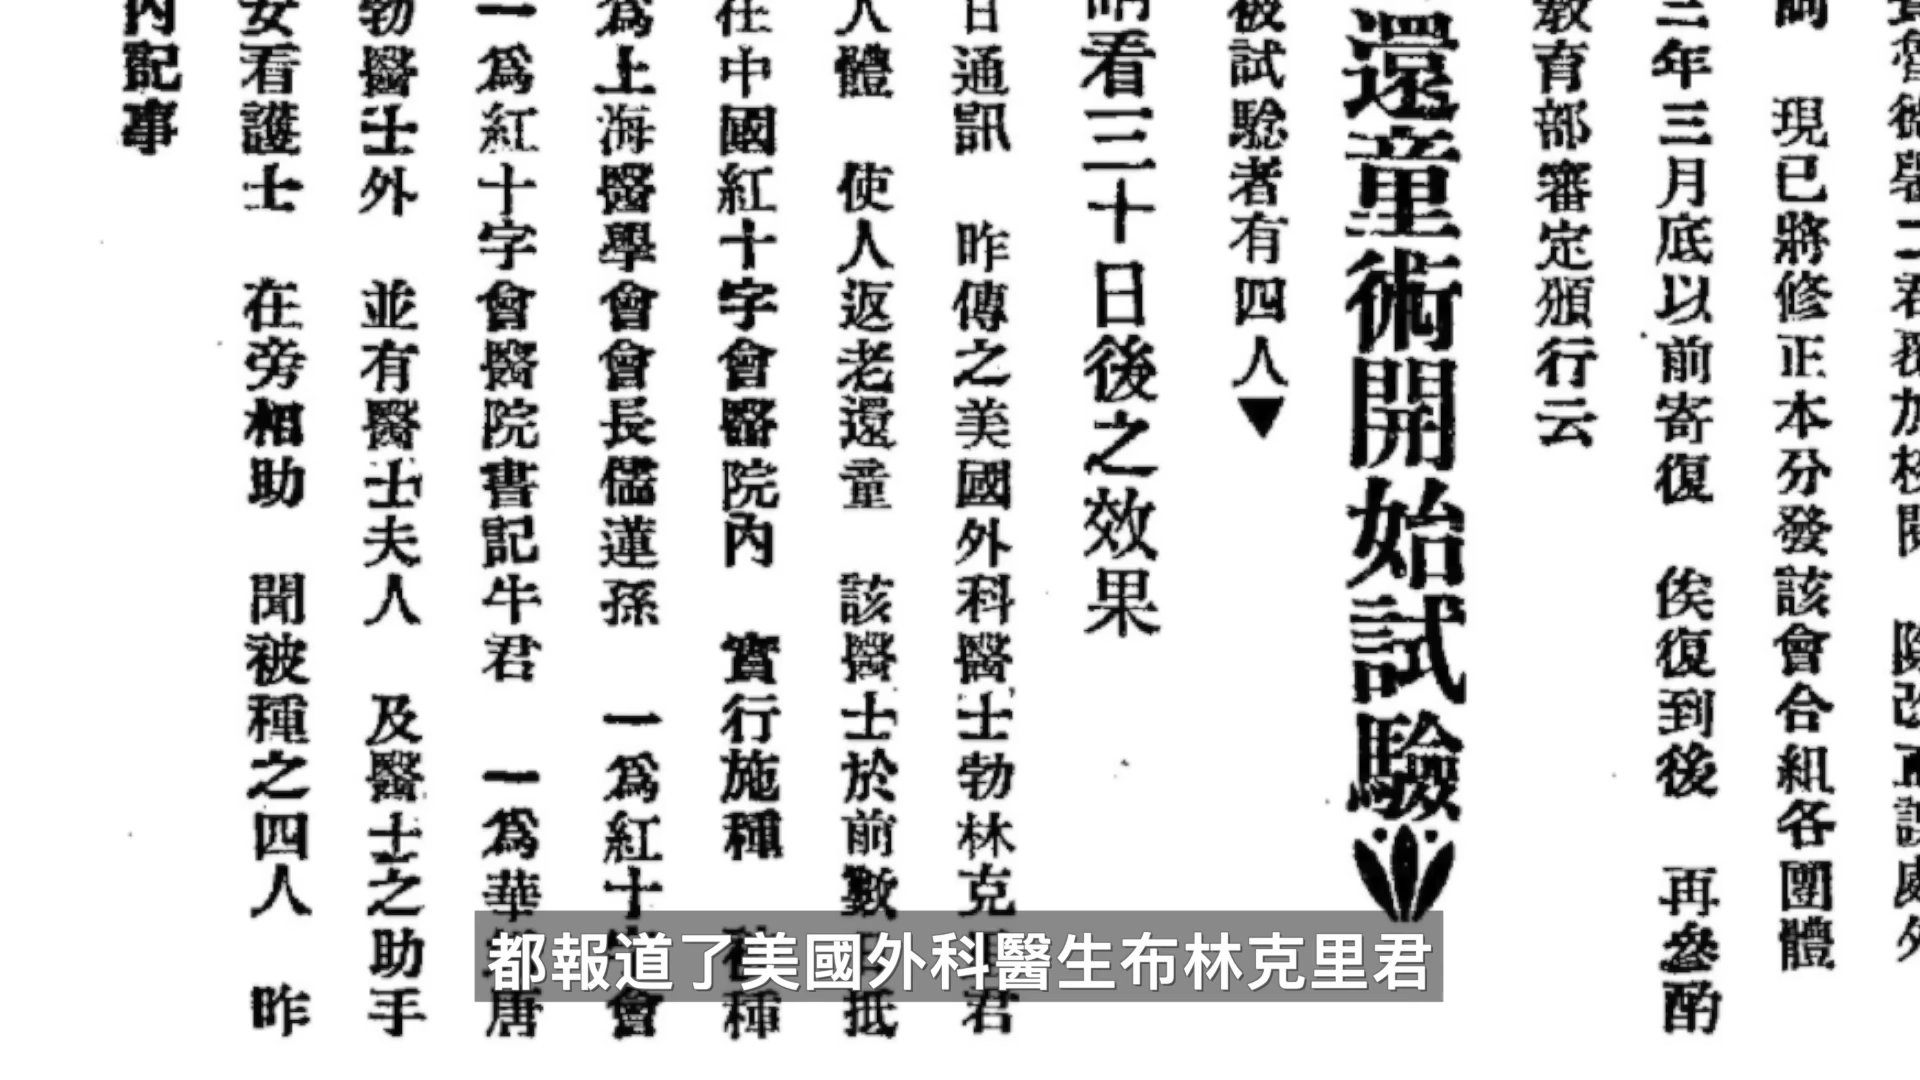 現已將修正本分發該會合組各團體
二年三月底以前寄復 俟復到後 再參酌
教育部審定頒行云
還童術開始試驗
被試驗者有四人▼
看三十日後之效果
日通訊 昨傳之美國外科醫士勃林克 君
人體 使人返老還童 該醫士於前數 抵
在中國紅十字會醫院內 實行施種 種
為上海醫學會會長儲蓮孫 一爲紅十 會
一爲紅十字會醫院書記牛君 一爲華 唐
勃醫士外 並有醫士夫人 及醫士之助手
安看護士 在旁相助 聞被種之四人 昨
內記事
都報道了美國外科醫生布林克里君